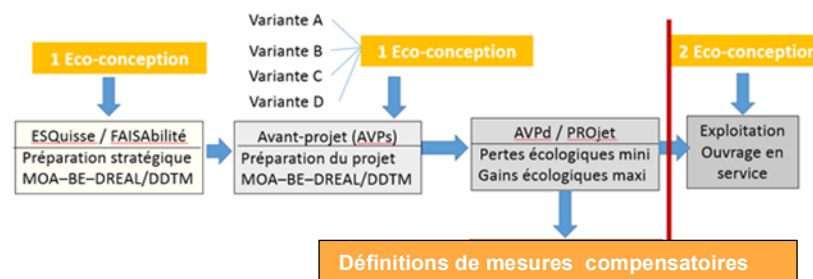 Variante A
Variante B
Variante C
Variante D
1 Eco-conception
1 Eco-conception
2 Eco-conception
ESQuisse / FAISAbilité
Préparation stratégique
MOA–BE–DREAL/DDTM
Avant-projet (AVPs)
Préparation du projet
MOA–BE–DREAL/DDTM
AVPd / PROjet
Pertes écologiques mini
Gains écologiques maxi
Exploitation
Ouvrage en
service
Définitions de mesures compensatoires